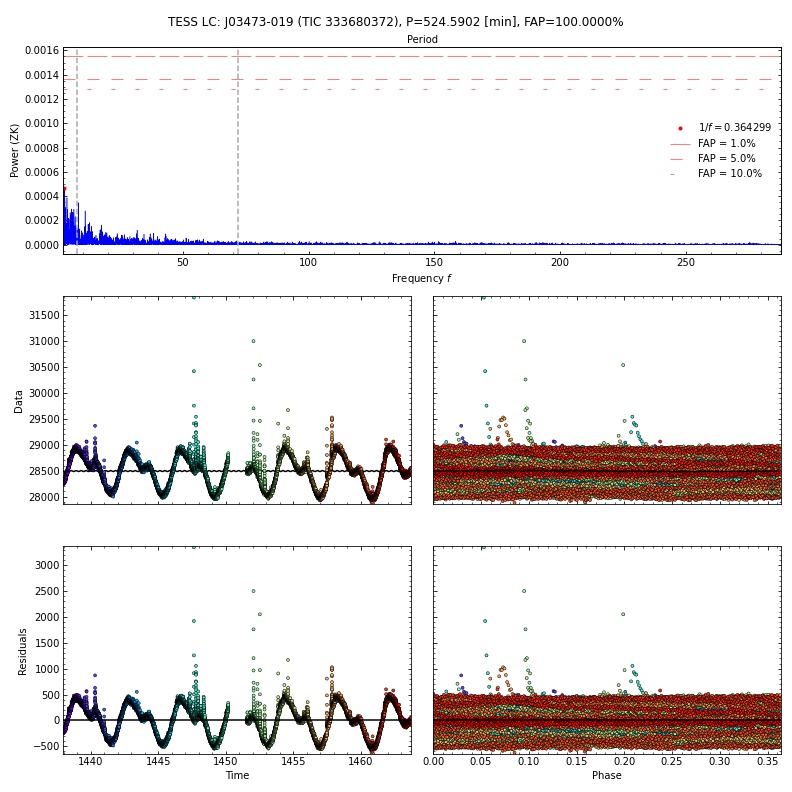 TESS LC: J03473-019 (TIC 333680372), P=524.5902 [min], FAP=100.0000%
Period
0.0016
0.0014
0.0012
0.0010
0.0008
0.0006
0.0004
0.0002
0.0000
Power (ZK)
1/f = 0.364299
FAP = 1.0%
FAP = 5.0%
FAP = 10.0%
50 100 150 200 250
Frequency f
31500
31000
30500
30000
29500
29000
28500
28000
Data
3000
2500
2000
1500
1000
500
0
−500
Residuals
1440 1445 1450 1455 1460
Time
0.00 0.05 0.10 0.15 0.20 0.25 0.30 0.35
Phase